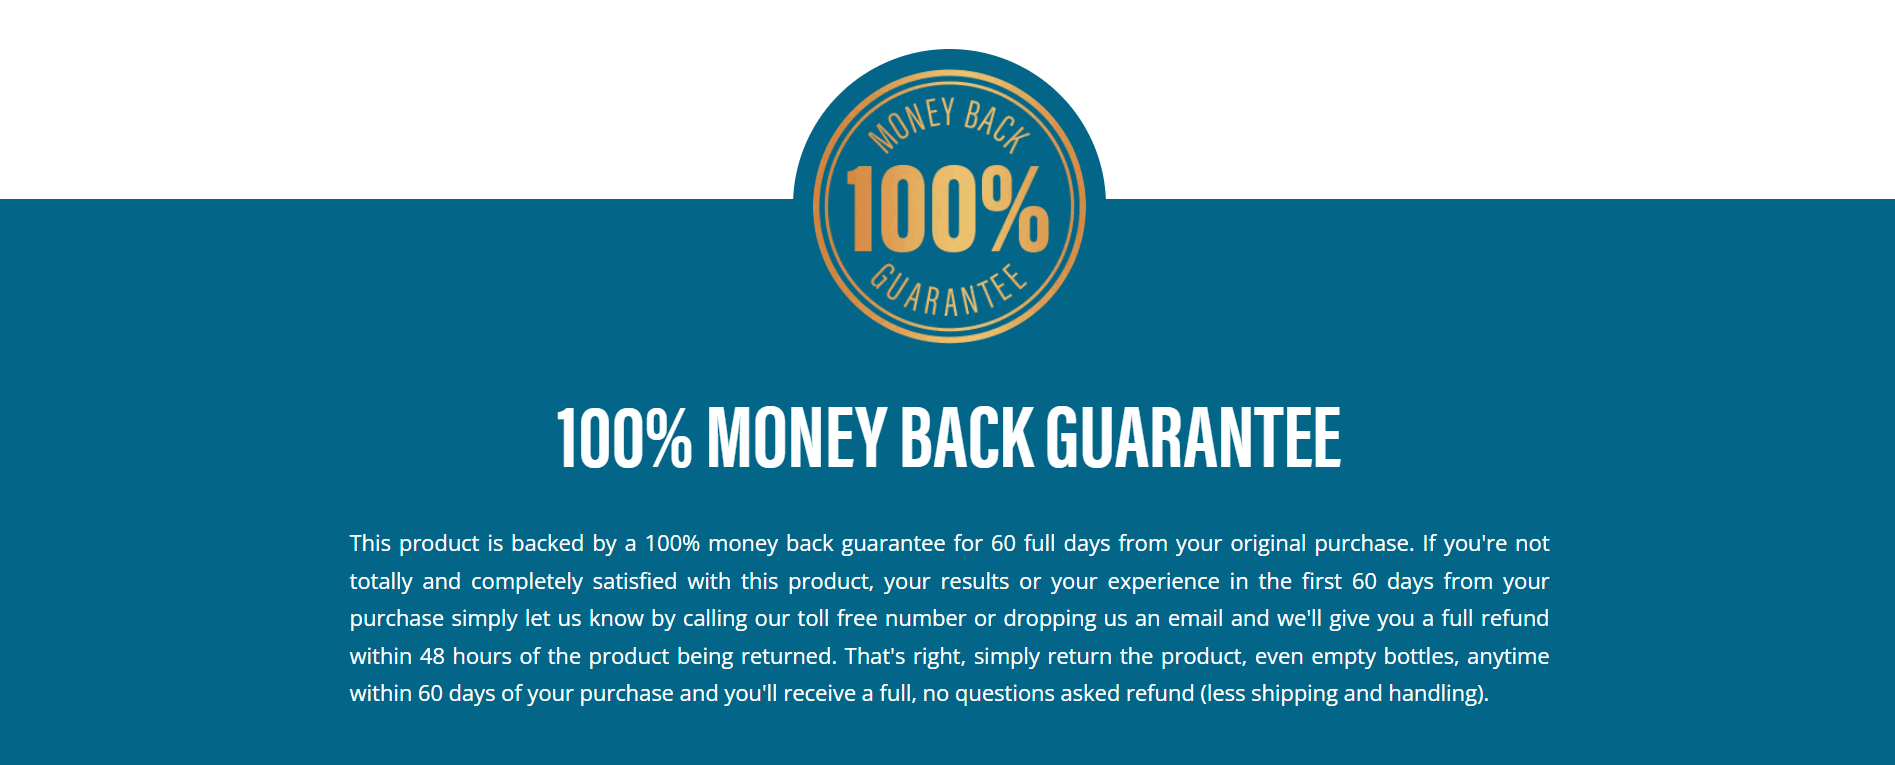 MONEY BACK
100%
GUARANTEE
100% MONEY BACK GUARANTEE
This product is backed by a 100% money back guarantee for 60 full days from your original purchase. If you're not
totally and completely satisfied with this product, your results or your experience in the first 60 days from your
purchase simply let us know by calling our toll free number or dropping us an email and we'll give you a full refund
within 48 hours of the product being returned. That's right, simply return the product, even empty bottles, anytime
within 60 days of your purchase and you'll receive a full, no questions asked refund (less shipping and handling).